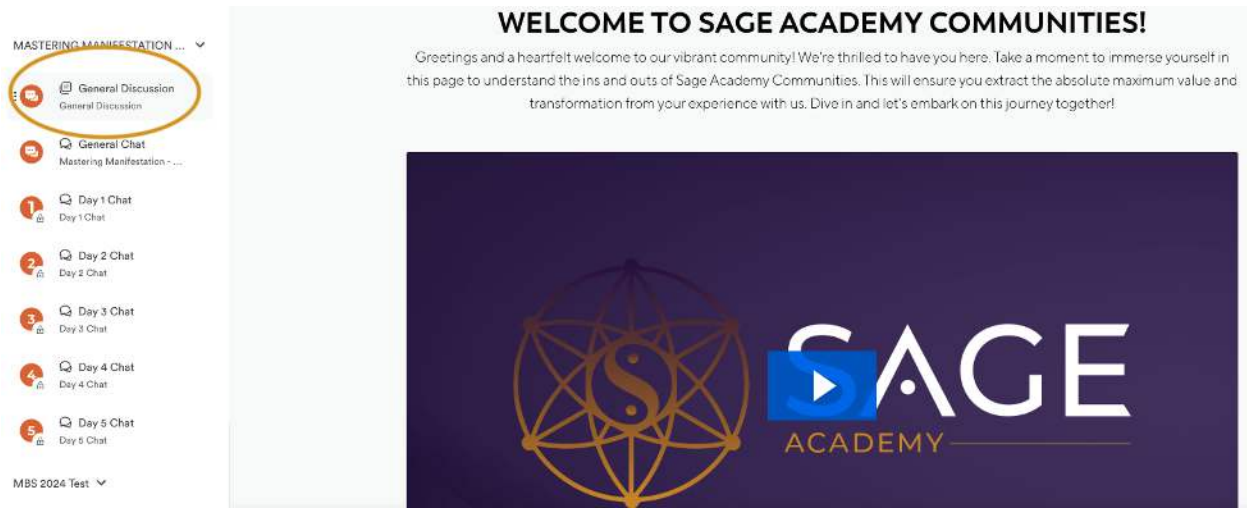 MASTERING MANIFESTATION ...
General Discussion
General Discussion
General Chat
Mastering Manifestation - ...
1
Day 1 Chat
Day 1 Chat
2
Day 2 Chat
Day 2 Chat
3
Day 3 Chat
Day 3 Chat
4
Day 4 Chat
Day 4 Chat
5
Day 5 Chat
Day 5 Chat
MBS 2024 Test
WELCOME TO SAGE ACADEMY COMMUNITIES!
Greetings and a heartfelt welcome to our vibrant community! We're thrilled to have you here. Take a moment to immerse yourself in
this page to understand the ins and outs of Sage Academy Communities. This will ensure you extract the absolute maximum value and
transformation from your experience with us. Dive in and let's embark on this journey together!
SAGE
ACADEMY